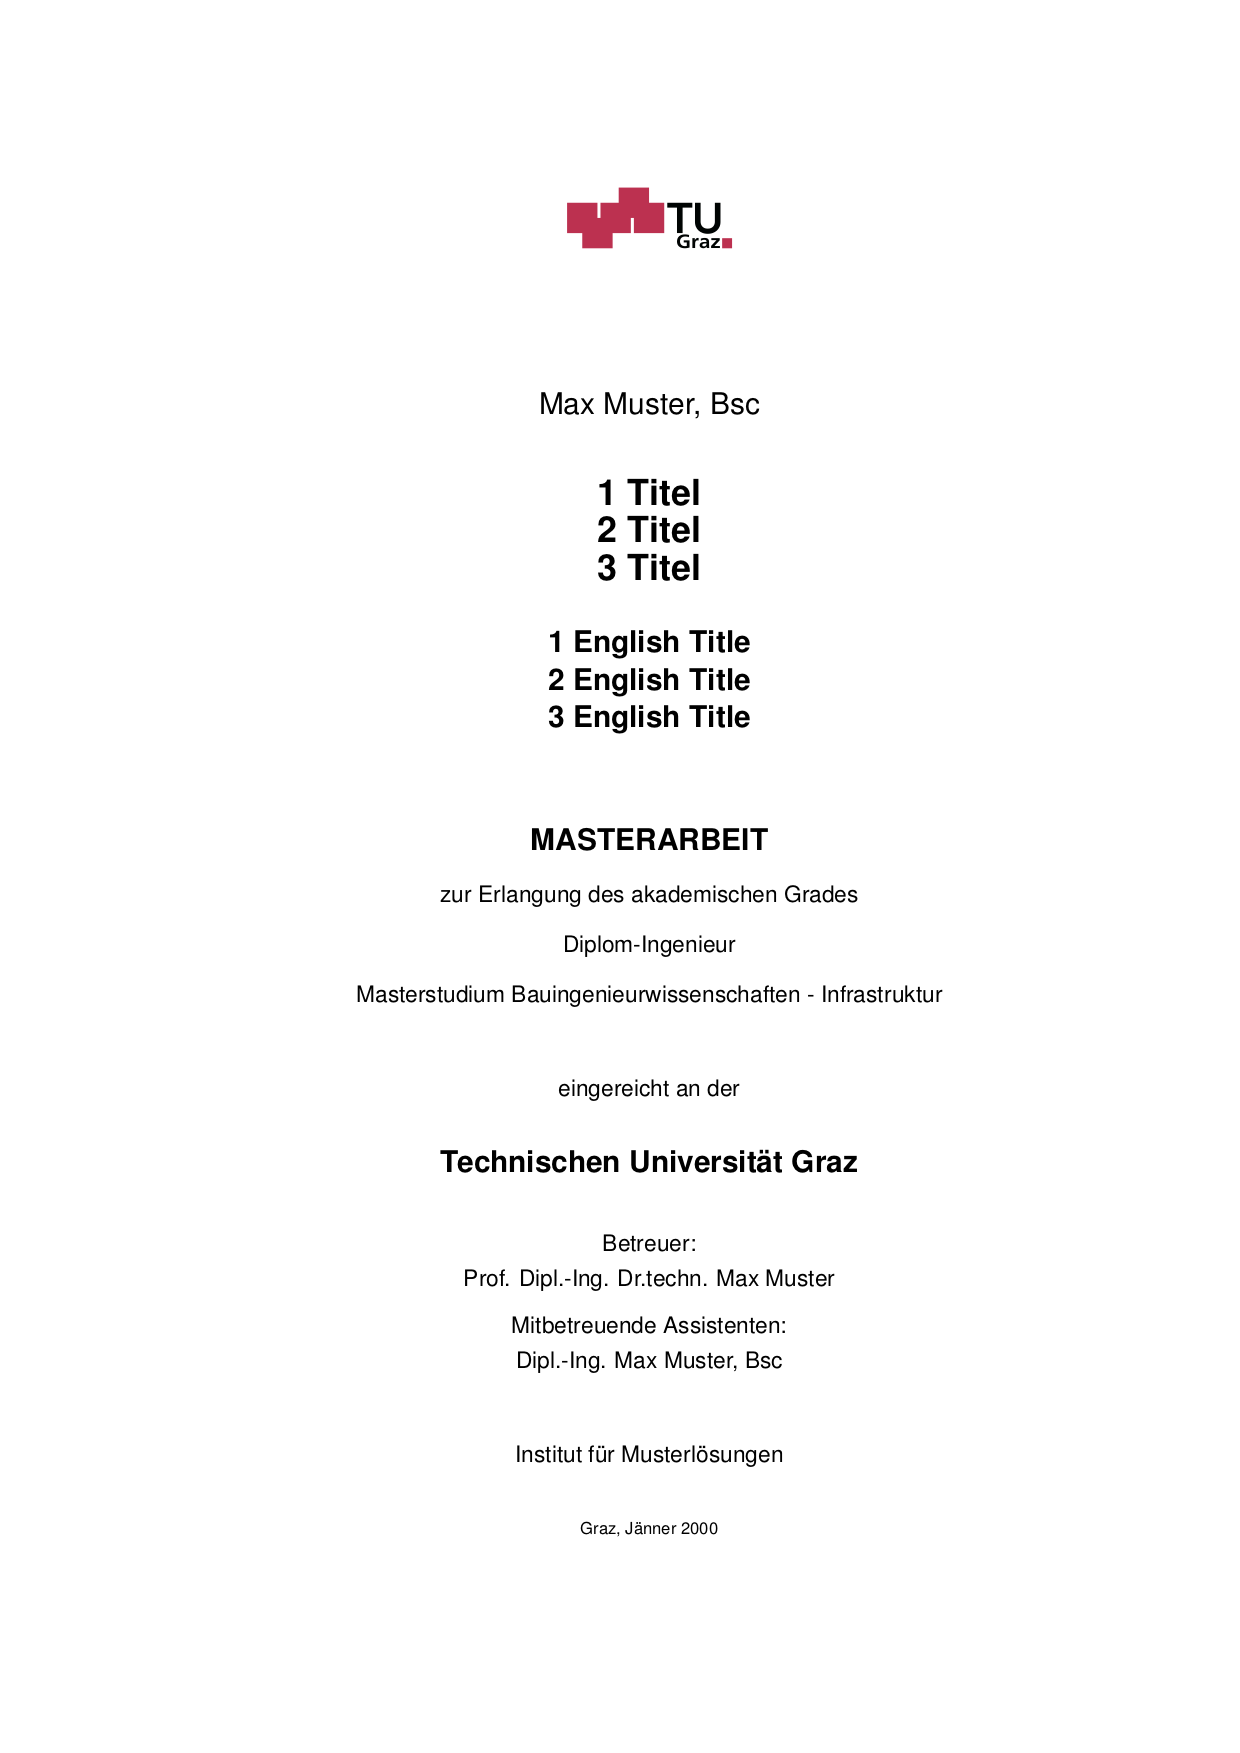 TU
Graz
Max Muster, Bsc
1 Titel
2 Titel
3 Titel
1 English Title
2 English Title
3 English Title
MASTERARBEIT
zur Erlangung des akademischen Grades
Diplom-Ingenieur
Masterstudium Bauingenieurwissenschaften - Infrastruktur
eingereicht an der
Technischen Universität Graz
Betreuer:
Prof. Dipl.-Ing. Dr.techn. Max Muster
Mitbetreuende Assistenten:
Dipl.-Ing. Max Muster, Bsc
Institut für Musterlösungen
Graz, Jänner 2000